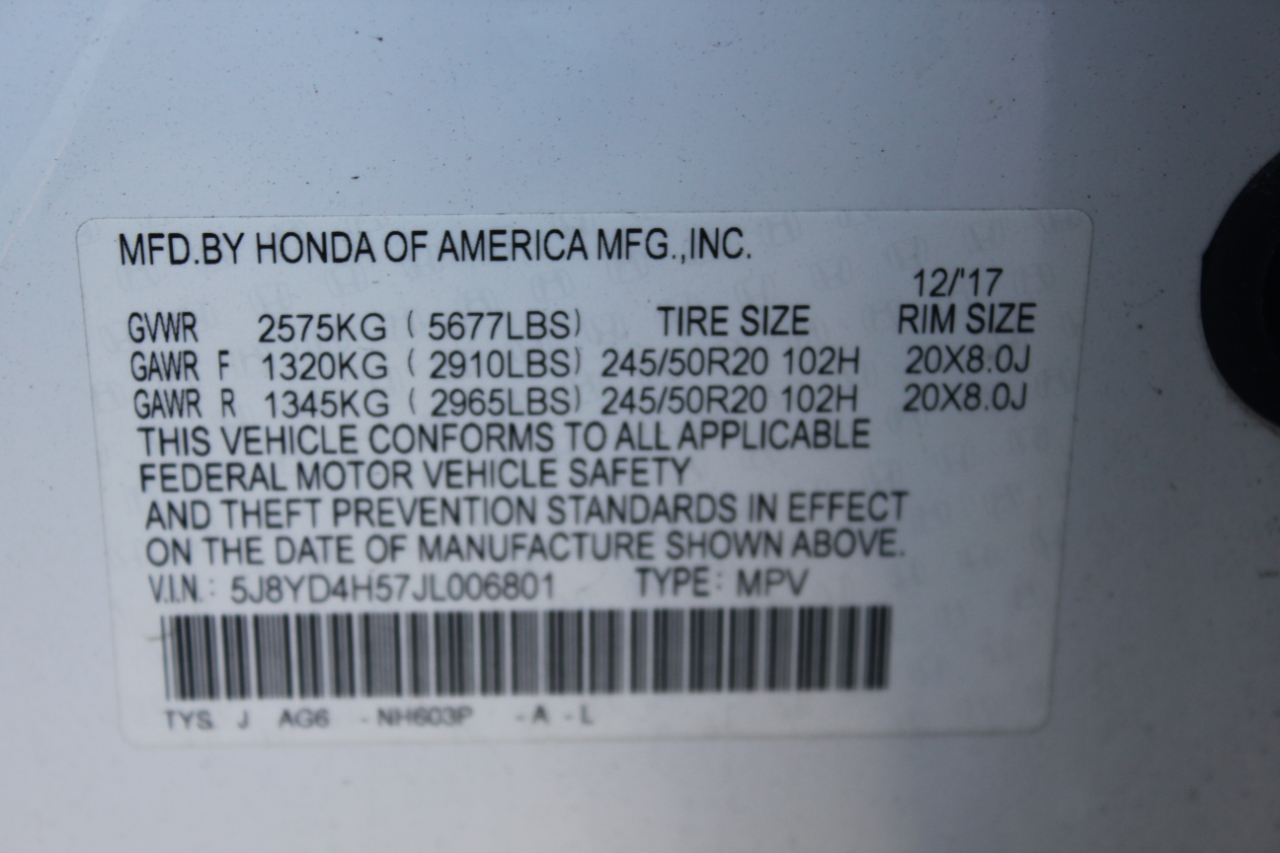 MFD.BY HONDA OF AMERICA MFG.,INC.
12/'17
GVWR 2575KG ( 5677LBS) TIRE SIZE RIM SIZE
GAWR F 1320KG ( 2910LBS) 245/50R20 102H 20X8.0J
GAWR R 1345KG ( 2965LBS) 245/50R20 102H 20X8.0J
THIS VEHICLE CONFORMS TO ALL APPLICABLE
FEDERAL MOTOR VEHICLE SAFETY
AND THEFT PREVENTION STANDARDS IN EFFECT
ON THE DATE OF MANUFACTURE SHOWN ABOVE.
V.I.N.: 5J8YD4H57JL006801 TYPE: MPV
TYS J AG6 -NH603P -A -L